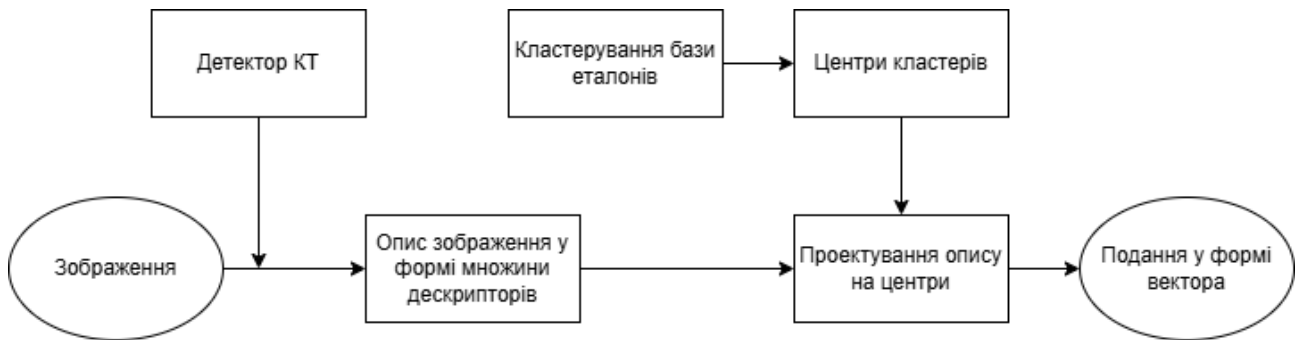 Детектор КТ
Кластерування бази
еталонів
Центри кластерів
Зображення
Опис зображення у
формі множини
дескрипторів
Проектування опису
на центри
Подання у формі
вектора